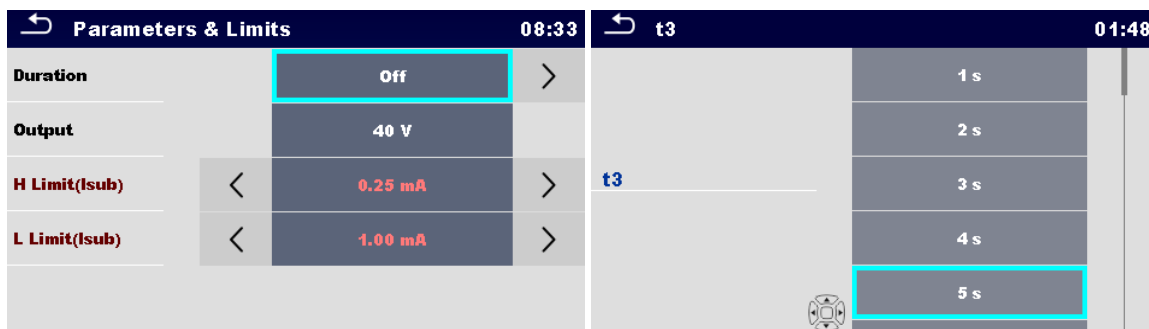 Parameters & Limits 08:33
Duration Off
Output 40 V
H Limit(Isub) 0.25 mA
L Limit(Isub) 1.00 mA
t3 01:48
1 s
2 s
t3 3 s
4 s
5 s